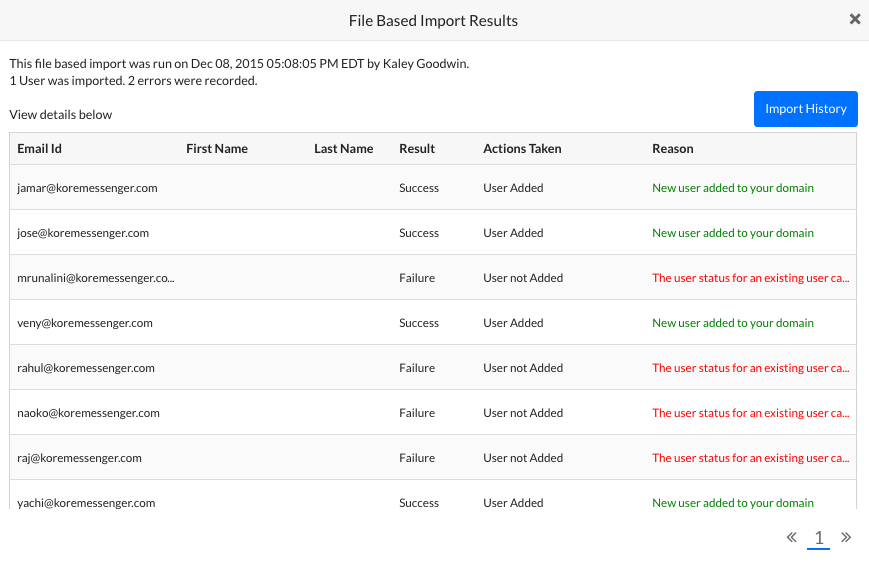 File Based Import Results
This file based import was run on Dec 08, 2015 05:08:05 PM EDT by Kaley Goodwin.
1 User was imported. 2 errors were recorded.
View details below
Import History
Email Id First Name Last Name Result Actions Taken Reason
jamar@koremessenger.com Success User Added New user added to your domain
jose@koremessenger.com Success User Added New user added to your domain
mrunalini@koremessenger.co... Failure User not Added The user status for an existing user ca...
veny@koremessenger.com Success User Added New user added to your domain
rahul@koremessenger.com Failure User not Added The user status for an existing user ca...
naoko@koremessenger.com Failure User not Added The user status for an existing user ca...
raj@koremessenger.com Failure User not Added The user status for an existing user ca...
yachi@koremessenger.com Success User Added New user added to your domain
« 1 »